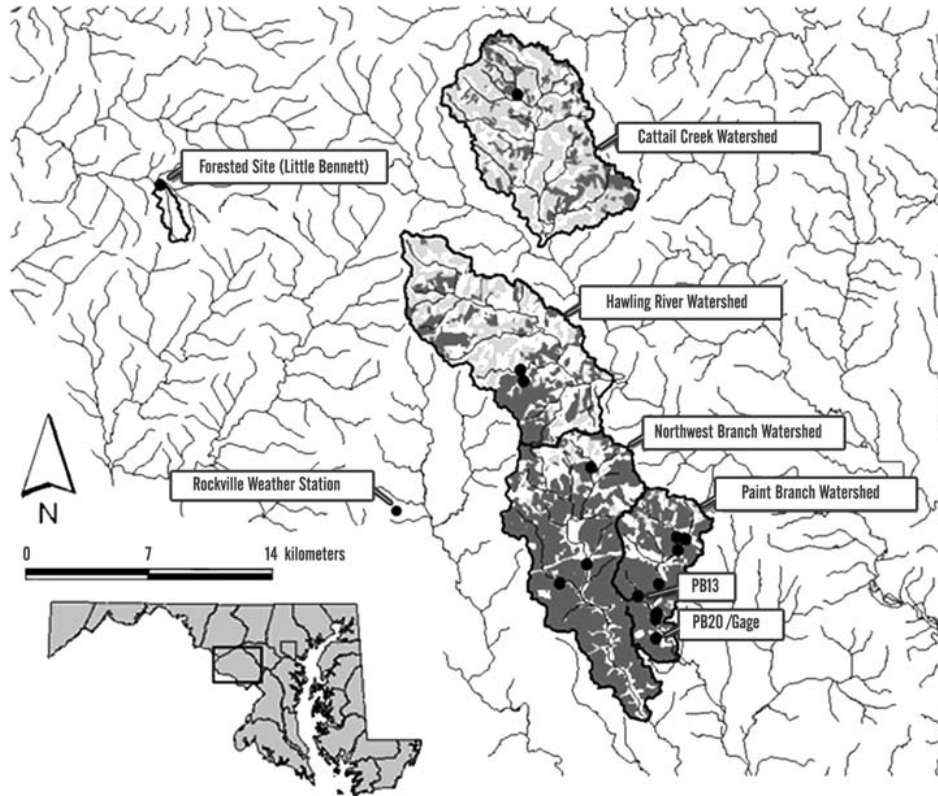 Cattail Creek Watershed
Forested Site (Little Bennett)
Hawling River Watershed
Northwest Branch Watershed
Rockville Weather Station
Paint Branch Watershed
N
0 7 14 kilometers
PB13
PB20 /Gage